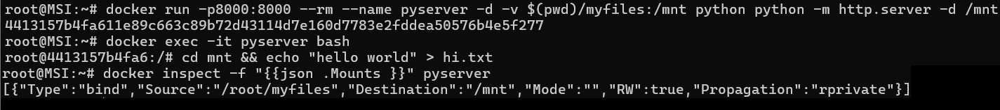 root@MSI:~# docker run -p8000:8000 --rm --name pyserver -d -v $(pwd)/myfiles:/mnt python python -m http.server -d /mnt
4413157b4fa611e89c663c89b72d43114d7e160d7783e2fddea50576b4e5f277
root@MSI:~# docker exec -it pyserver bash
root@4413157b4fa6:/# cd mnt && echo "hello world" > hi.txt
root@MSI:~# docker inspect -f "{{json .Mounts }}" pyserver
[{"Type":"bind","Source":"/root/myfiles","Destination":"/mnt","Mode":"","RW":true,"Propagation":"rprivate"}]